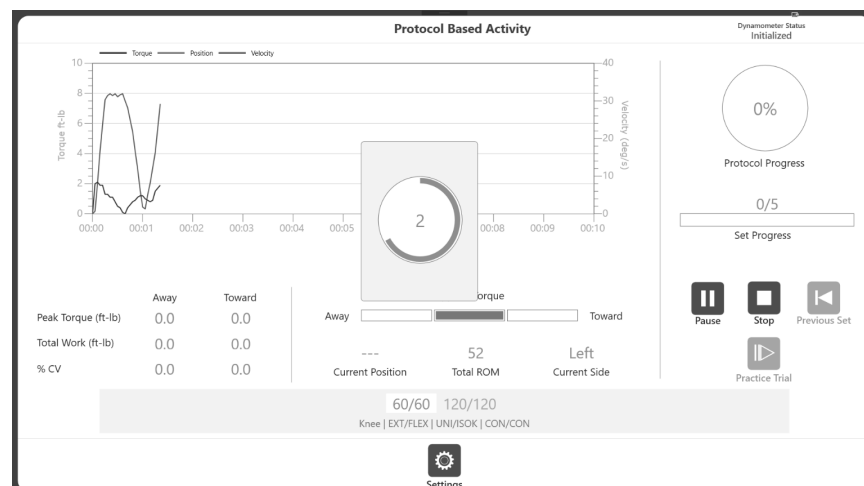 Protocol Based Activity
Dynamometer Status
Initialized
Torque Position Velocity
10 8 6 4 2 0
Torque ft-lb
40 30 20 10 0
Velocity (deg/s)
00:00 00:01 00:02 00:03 00:04 00:05 00:08 00:09 00:10
2
0%
Protocol Progress
0/5
Set Progress
Away Toward
Peak Torque (ft-lb) 0.0 0.0
Total Work (ft-lb) 0.0 0.0
% CV 0.0 0.0
Away Toward
--- 52 Left
Current Position Total ROM Current Side
Pause Stop Previous Set
Practice Trial
60/60 120/120
Knee | EXT/FLEX | UNI/ISOK | CON/CON
Settings